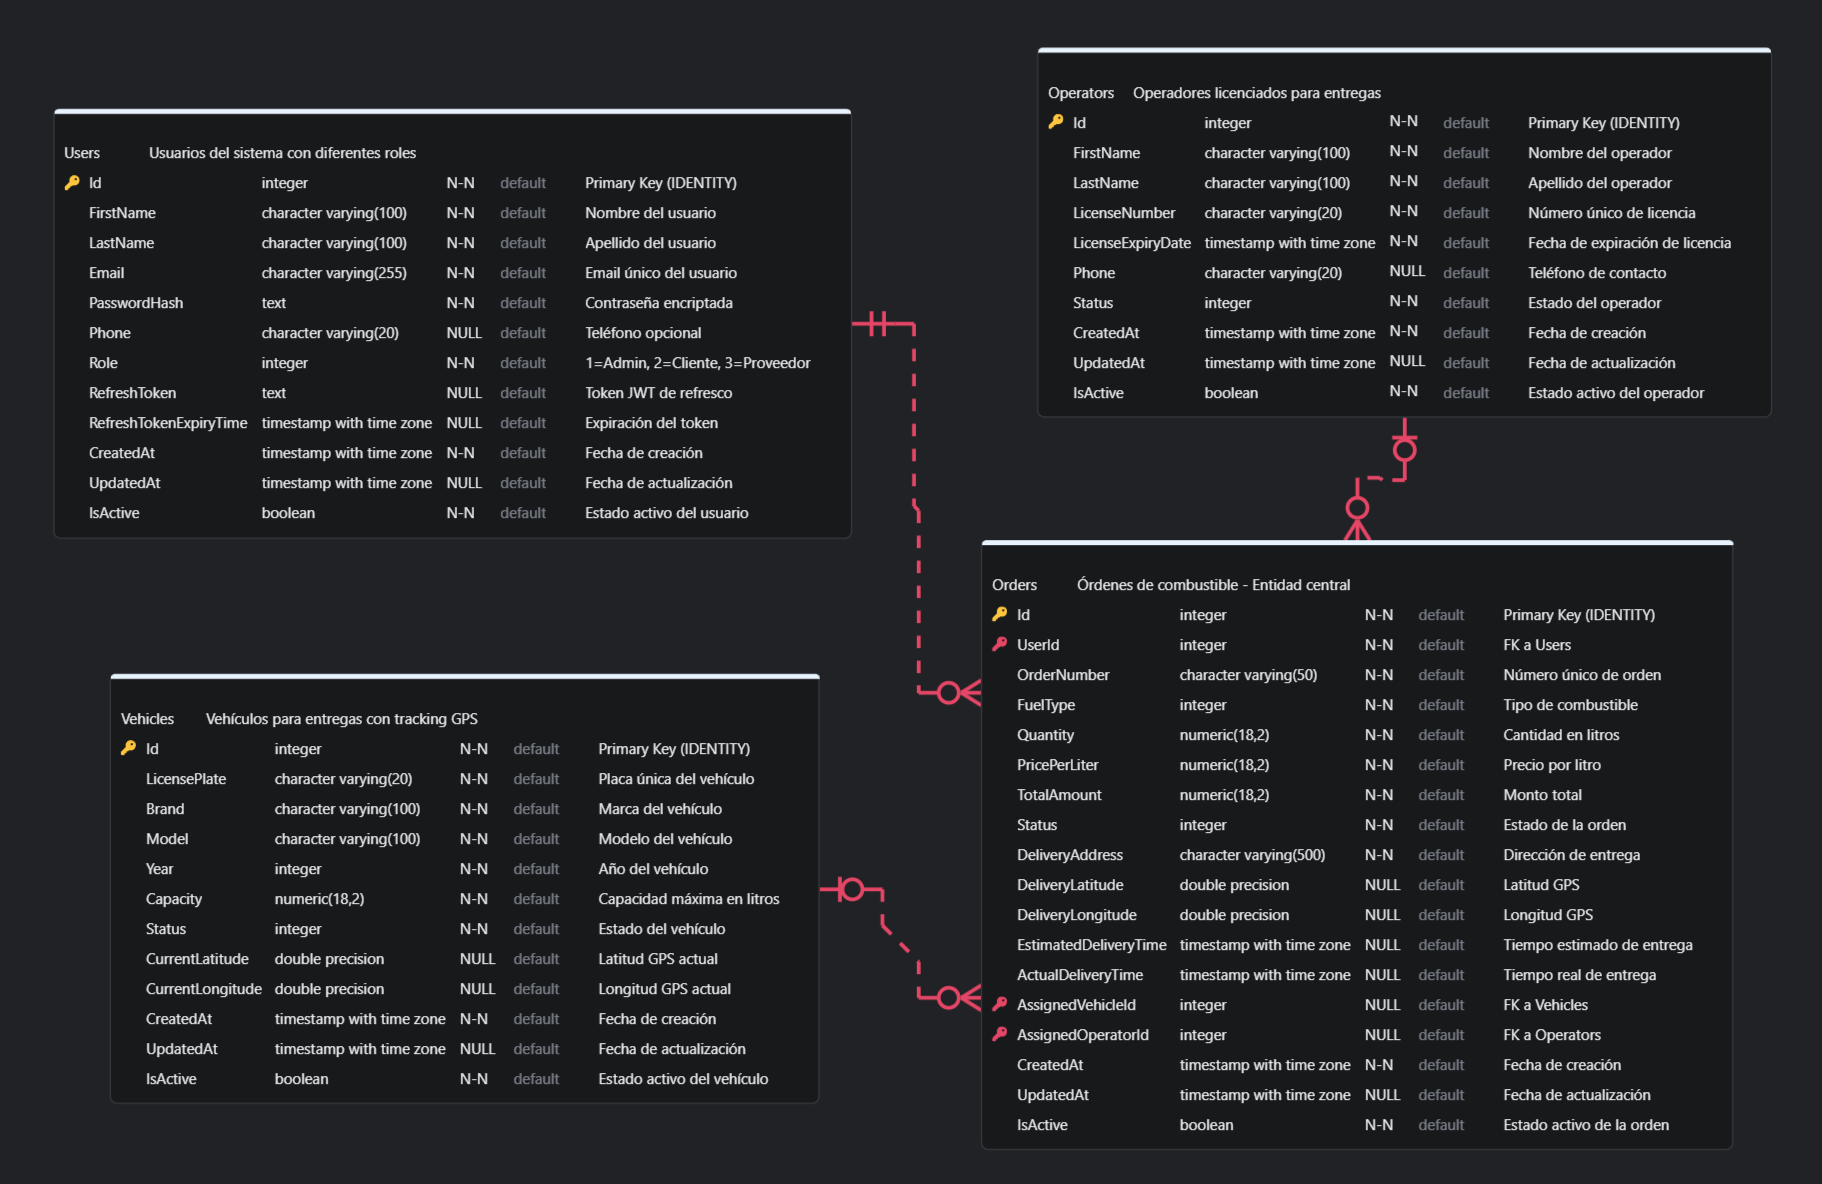 Users Usuarios del sistema con diferentes roles
Id integer N-N default Primary Key (IDENTITY)
FirstName character varying(100) N-N default Nombre del usuario
LastName character varying(100) N-N default Apellido del usuario
Email character varying(255) N-N default Email único del usuario
PasswordHash text N-N default Contraseña encriptada
Phone character varying(20) NULL default Teléfono opcional
Role integer N-N default 1=Admin, 2=Cliente, 3=Proveedor
RefreshToken text NULL default Token JWT de refresco
RefreshTokenExpiryTime timestamp with time zone NULL default Expiración del token
CreatedAt timestamp with time zone N-N default Fecha de creación
UpdatedAt timestamp with time zone NULL default Fecha de actualización
IsActive boolean N-N default Estado activo del usuario
Operators Operadores licenciados para entregas
Id integer N-N default Primary Key (IDENTITY)
FirstName character varying(100) N-N default Nombre del operador
LastName character varying(100) N-N default Apellido del operador
LicenseNumber character varying(20) N-N default Número único de licencia
LicenseExpiryDate timestamp with time zone N-N default Fecha de expiración de licencia
Phone character varying(20) NULL default Teléfono de contacto
Status integer N-N default Estado del operador
CreatedAt timestamp with time zone N-N default Fecha de creación
UpdatedAt timestamp with time zone NULL default Fecha de actualización
IsActive boolean N-N default Estado activo del operador
Vehicles Vehículos para entregas con tracking GPS
Id integer N-N default Primary Key (IDENTITY)
LicensePlate character varying(20) N-N default Placa única del vehículo
Brand character varying(100) N-N default Marca del vehículo
Model character varying(100) N-N default Modelo del vehículo
Year integer N-N default Año del vehículo
Capacity numeric(18,2) N-N default Capacidad máxima en litros
Status integer N-N default Estado del vehículo
CurrentLatitude double precision NULL default Latitud GPS actual
CurrentLongitude double precision NULL default Longitud GPS actual
CreatedAt timestamp with time zone N-N default Fecha de creación
UpdatedAt timestamp with time zone NULL default Fecha de actualización
IsActive boolean N-N default Estado activo del vehículo
Orders Órdenes de combustible - Entidad central
Id integer N-N default Primary Key (IDENTITY)
UserId integer N-N default FK a Users
OrderNumber character varying(50) N-N default Número único de orden
FuelType integer N-N default Tipo de combustible
Quantity numeric(18,2) N-N default Cantidad en litros
PricePerLiter numeric(18,2) N-N default Precio por litro
TotalAmount numeric(18,2) N-N default Monto total
Status integer N-N default Estado de la orden
DeliveryAddress character varying(500) N-N default Dirección de entrega
DeliveryLatitude double precision NULL default Latitud GPS
DeliveryLongitude double precision NULL default Longitud GPS
EstimatedDeliveryTime timestamp with time zone NULL default Tiempo estimado de entrega
ActualDeliveryTime timestamp with time zone NULL default Tiempo real de entrega
AssignedVehicleId integer NULL default FK a Vehicles
AssignedOperatorId integer NULL default FK a Operators
CreatedAt timestamp with time zone N-N default Fecha de creación
UpdatedAt timestamp with time zone NULL default Fecha de actualización
IsActive boolean N-N default Estado activo de la orden